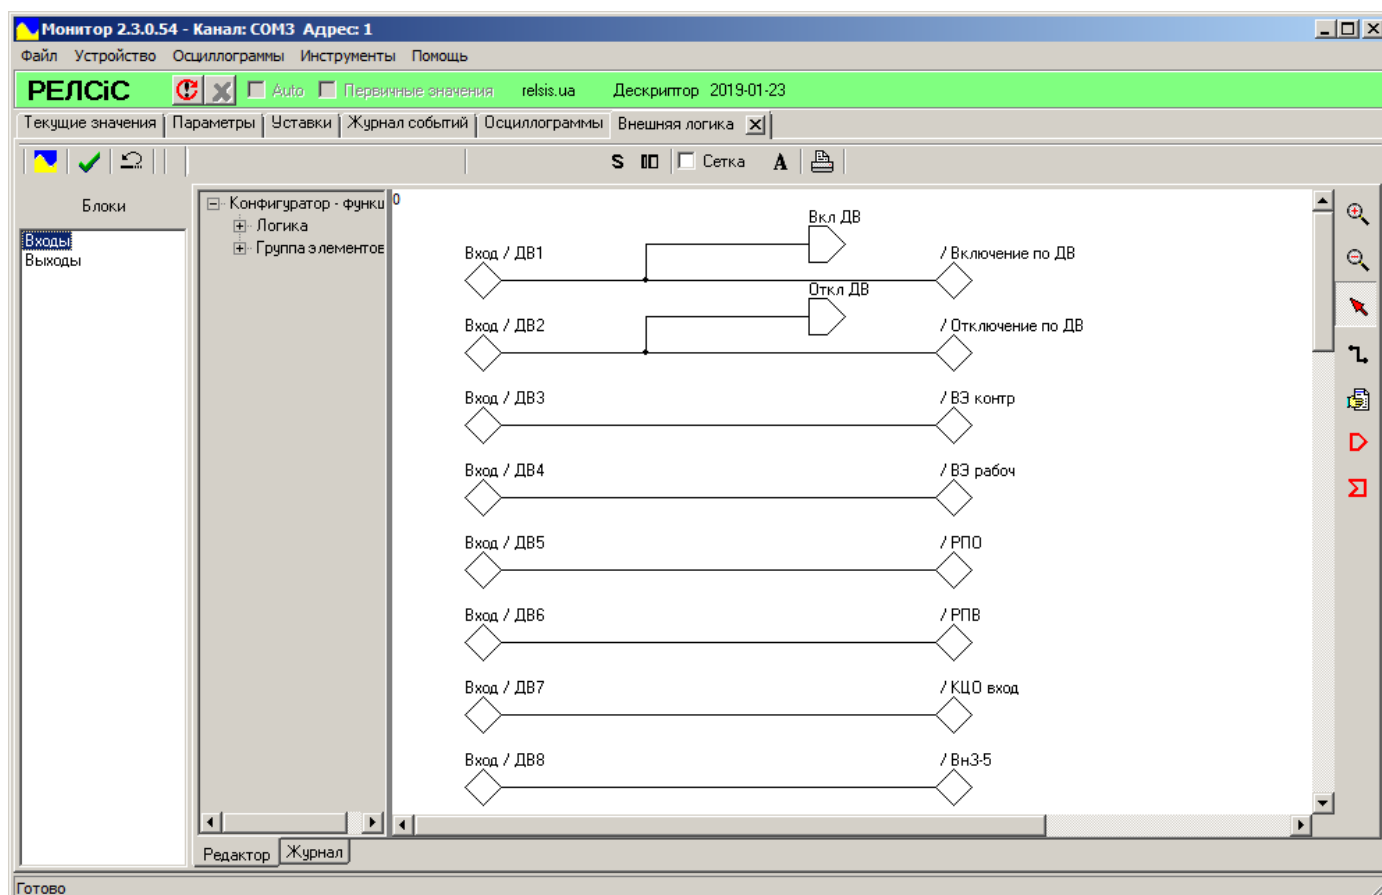 Монитор 2.3.0.54 - Канал: COM3 Адрес: 1
Файл Устройство Осциллограммы Инструменты Помощь
РЕЛСіС Auto Первичные значения relsis.ua Дескриптор 2019-01-23
Текущие значения Параметры Уставки Журнал событий Осциллограммы Внешняя логика
S Сетка A
Блоки
Входы
Выходы
Конфигуратор - функц
Логика
Группа элементов
0
Вкл ДВ
Вход / ДВ1 / Включение по ДВ
Откл ДВ
Вход / ДВ2 / Отключение по ДВ
Вход / ДВ3 / ВЭ контр
Вход / ДВ4 / ВЭ рабоч
Вход / ДВ5 / РПО
Вход / ДВ6 / РПВ
Вход / ДВ7 / КЦО вход
Вход / ДВ8 / ВнЗ-5
Редактор Журнал
Готово